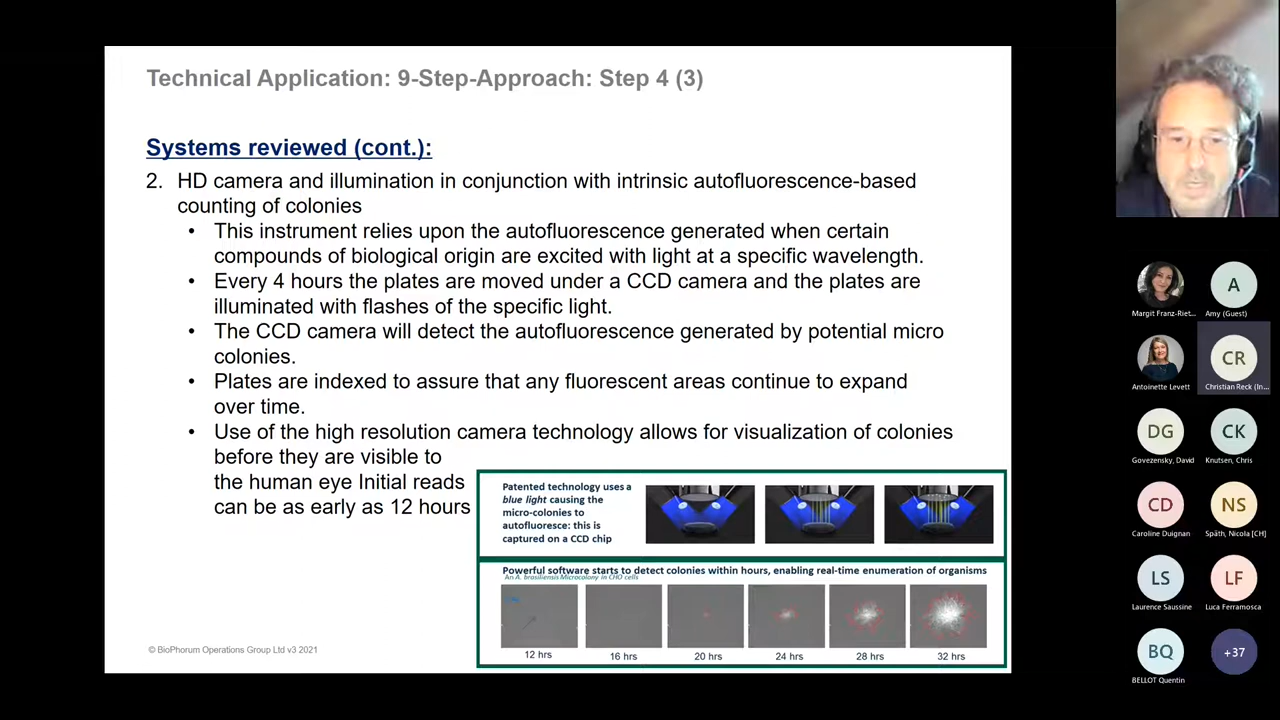 Technical Application: 9-Step-Approach: Step 4 (3)
Systems reviewed (cont.):
2. HD camera and illumination in conjunction with intrinsic autofluorescence-based
counting of colonies
• This instrument relies upon the autofluorescence generated when certain
compounds of biological origin are excited with light at a specific wavelength.
• Every 4 hours the plates are moved under a CCD camera and the plates are
illuminated with flashes of the specific light.
• The CCD camera will detect the autofluorescence generated by potential micro
colonies.
• Plates are indexed to assure that any fluorescent areas continue to expand
over time.
• Use of the high resolution camera technology allows for visualization of colonies
before they are visible to
the human eye Initial reads
can be as early as 12 hours
Patented technology uses a
blue light causing the
micro-colonies to
autofluoresce: this is
captured on a CCD chip
Powerful software starts to detect colonies within hours, enabling real-time enumeration of organisms
An A. brasiliensis Microcolony in CHO cells
12 hrs
16 hrs
20 hrs
24 hrs
28 hrs
32 hrs
© BioPhorum Operations Group Ltd v3 2021
Margit Franz-Riet...
A
Amy (Guest)
Antoinette Levett
CR
Christian Reck (In...
DG
Govezensky, David
CK
Knutsen, Chris
CD
Caroline Duignan
NS
Späth, Nicola [CH]
LS
Laurence Saussine
LF
Luca Ferramosca
BQ
BELLOT Quentin
+37